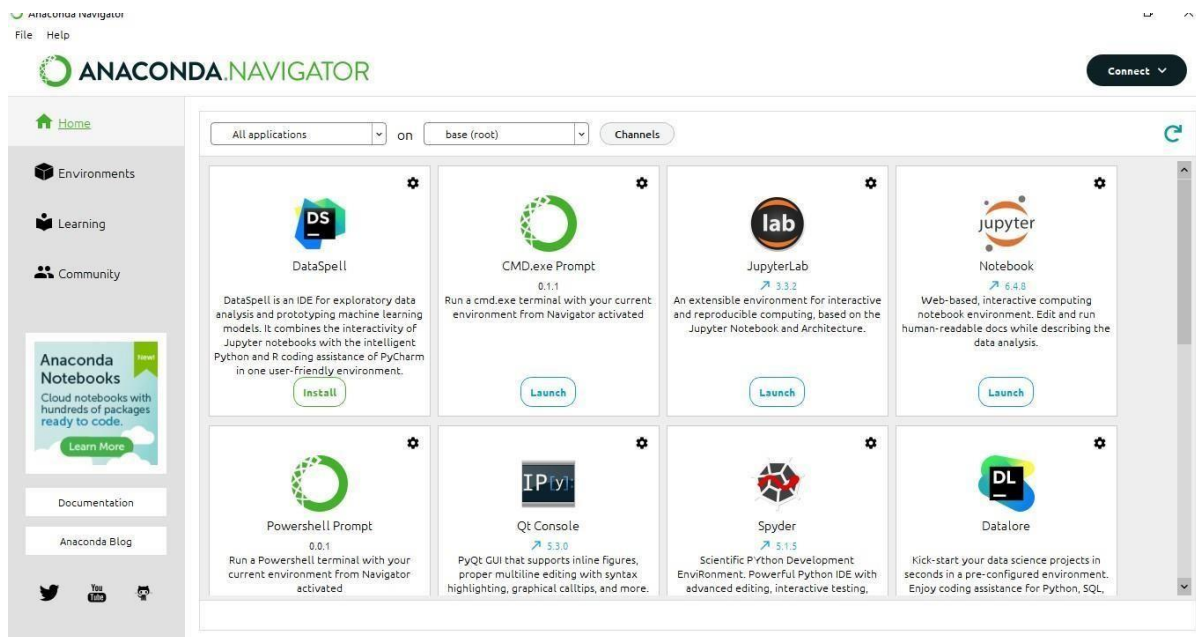 Anaconda Navigator
File Help
ANACONDA.NAVIGATOR
Connect
Home
Environments
Learning
Community
All applications on base (root) Channels
DS
DataSpell
DataSpell is an IDE for exploratory data
analysis and prototyping machine learning
models. It combines the interactivity of
Jupyter notebooks with the intelligent
Python and R coding assistance of PyCharm
in one user-friendly environment.
Install
CMD.exe Prompt
0.1.1
Run a cmd.exe terminal with your current
environment from Navigator activated
Launch
lab
JupyterLab
3.3.2
An extensible environment for interactive
and reproducible computing, based on the
Jupyter Notebook and Architecture.
Launch
jupyter
Notebook
6.4.8
Web-based, interactive computing
notebook environment. Edit and run
human-readable docs while describing the
data analysis.
Launch
Powershell Prompt
0.0.1
Run a Powershell terminal with your
current environment from Navigator
activated
IP[y]:
Qt Console
5.3.0
PyQt GUI that supports inline figures,
proper multiline editing with syntax
highlighting, graphical calltips, and more.
Spyder
5.1.5
Scientific PYthon Development
EnviRonment. Powerful Python IDE with
advanced editing, interactive testing,
DL
Datalore
Kick-start your data science projects in
seconds in a pre-configured environment.
Enjoy coding assistance for Python, SQL,
Anaconda
Notebooks
New!
Cloud notebooks with
hundreds of packages
ready to code.
Learn More
Documentation
Anaconda Blog
You
Tube